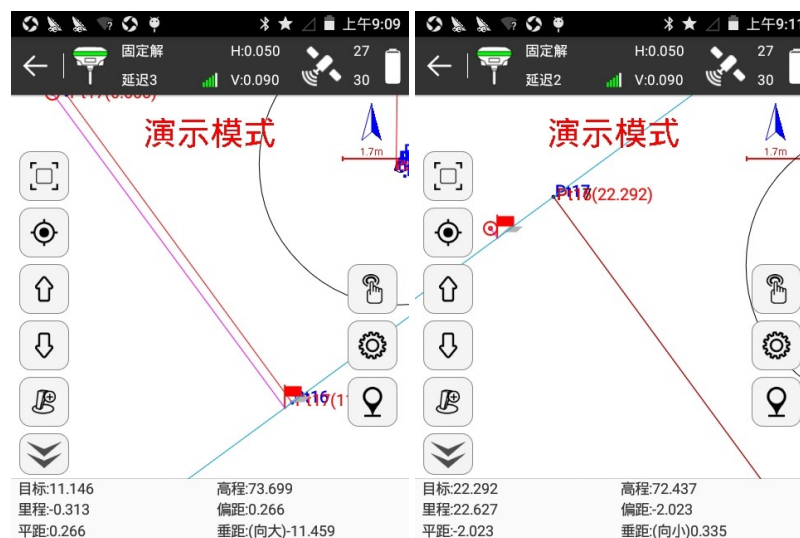 上午9:09
固定解 H:0.050 27
延迟3 V:0.090 30
演示模式
1.7m
目标:11.146 高程:73.699
里程:-0.313 偏距:0.266
平距:0.266 垂距:(向大)-11.459
上午9:11
固定解 H:0.050 27
延迟2 V:0.090 30
演示模式
1.7m
(22.292)
目标:22.292 高程:72.437
里程:22.627 偏距:-2.023
平距:-2.023 垂距:(向小)0.335